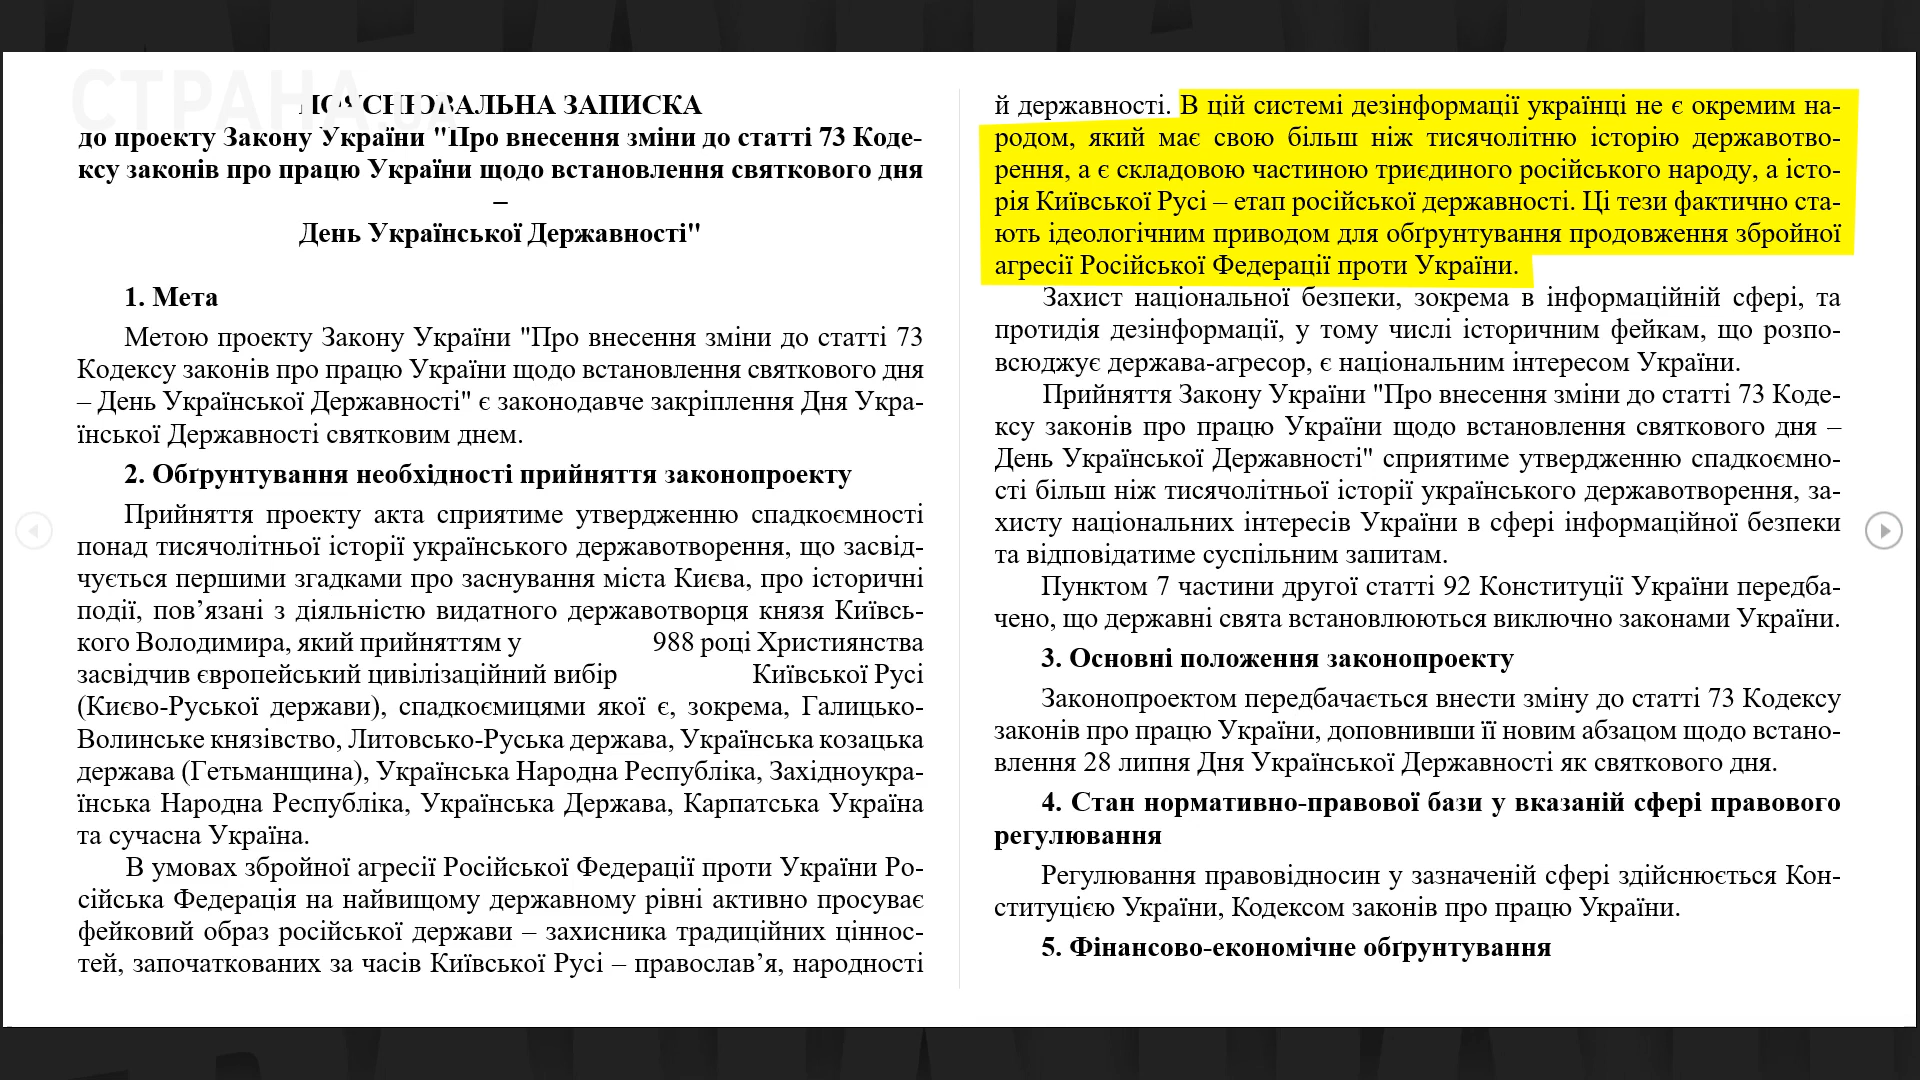 СТРАНА.UA
ПОЯСНЮВАЛЬНА ЗАПИСКА
до проекту Закону України "Про внесення зміни до статті 73 Коде-
ксу законів про працю України щодо встановлення святкового дня
–
День Української Державності"
1. Мета
Метою проекту Закону України "Про внесення зміни до статті 73
Кодексу законів про працю України щодо встановлення святкового дня
– День Української Державності" є законодавче закріплення Дня Укра-
їнської Державності святковим днем.
2. Обґрунтування необхідності прийняття законопроекту
Прийняття проекту акта сприятиме утвердженню спадкоємності
понад тисячолітньої історії українського державотворення, що засвід-
чується першими згадками про заснування міста Києва, про історичні
події, пов’язані з діяльністю видатного державотворця князя Київсь-
кого Володимира, який прийняттям у 988 році Християнства
засвідчив європейський цивілізаційний вибір Київської Русі
(Києво-Руської держави), спадкоємицями якої є, зокрема, Галицько-
Волинське князівство, Литовсько-Руська держава, Українська козацька
держава (Гетьманщина), Українська Народна Республіка, Західноукра-
їнська Народна Республіка, Українська Держава, Карпатська Україна
та сучасна Україна.
В умовах збройної агресії Російської Федерації проти України Ро-
сійська Федерація на найвищому державному рівні активно просуває
фейковий образ російської держави – захисника традиційних ціннос-
тей, започаткованих за часів Київської Русі – православ’я, народності
й державності. В цій системі дезінформації українці не є окремим на-
родом, який має свою більш ніж тисячолітню історію державотво-
рення, а є складовою частиною триєдиного російського народу, а істо-
рія Київської Русі – етап російської державності. Ці тези фактично ста-
ють ідеологічним приводом для обґрунтування продовження збройної
агресії Російської Федерації проти України.
Захист національної безпеки, зокрема в інформаційній сфері, та
протидія дезінформації, у тому числі історичним фейкам, що розпо-
всюджує держава-агресор, є національним інтересом України.
Прийняття Закону України "Про внесення зміни до статті 73 Коде-
ксу законів про працю України щодо встановлення святкового дня –
День Української Державності" сприятиме утвердженню спадкоємно-
сті більш ніж тисячолітньої історії українського державотворення, за-
хисту національних інтересів України в сфері інформаційної безпеки
та відповідатиме суспільним запитам.
Пунктом 7 частини другої статті 92 Конституції України передба-
чено, що державні свята встановлюються виключно законами України.
3. Основні положення законопроекту
Законопроектом передбачається внести зміну до статті 73 Кодексу
законів про працю України, доповнивши її новим абзацом щодо встано-
влення 28 липня Дня Української Державності як святкового дня.
4. Стан нормативно-правової бази у вказаній сфері правового
регулювання
Регулювання правовідносин у зазначеній сфері здійснюється Кон-
ституцією України, Кодексом законів про працю України.
5. Фінансово-економічне обґрунтування